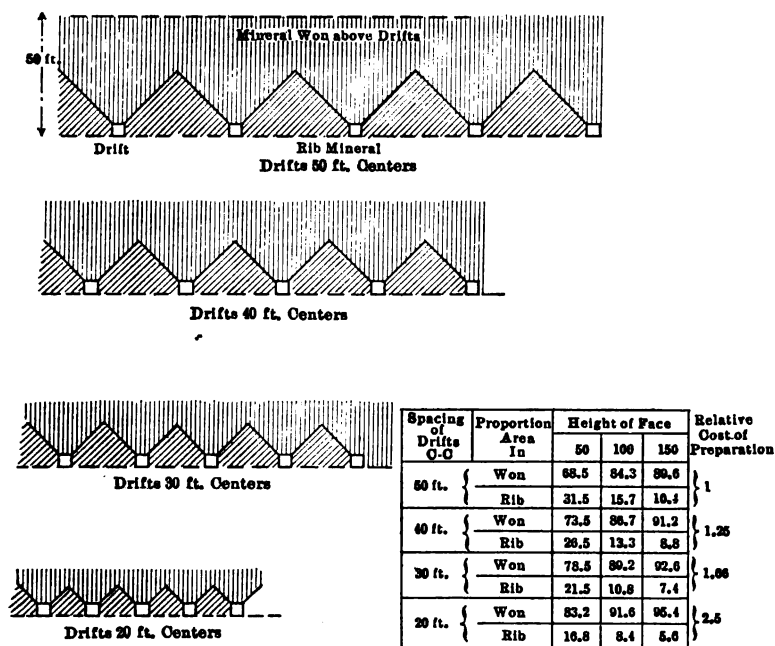 Mineral Won above Drifts
50 ft.
Drift
Rib Mineral
Drifts 50 ft. Centers
Drifts 40 ft. Centers
Drifts 30 ft. Centers
Drifts 20 ft. Centers
Spacing of Drifts C-C Proportion Area In Height of Face Relative Cost of Preparation
50 100 150
50 ft. Won 68.5 84.3 89.6 1
Rib 31.5 15.7 10.4
40 ft. Won 73.5 86.7 91.2 1.25
Rib 26.5 13.3 8.8
30 ft. Won 78.5 89.2 92.6 1.66
Rib 21.5 10.8 7.4
20 ft. Won 83.2 91.6 95.4 2.5
Rib 16.8 8.4 5.6